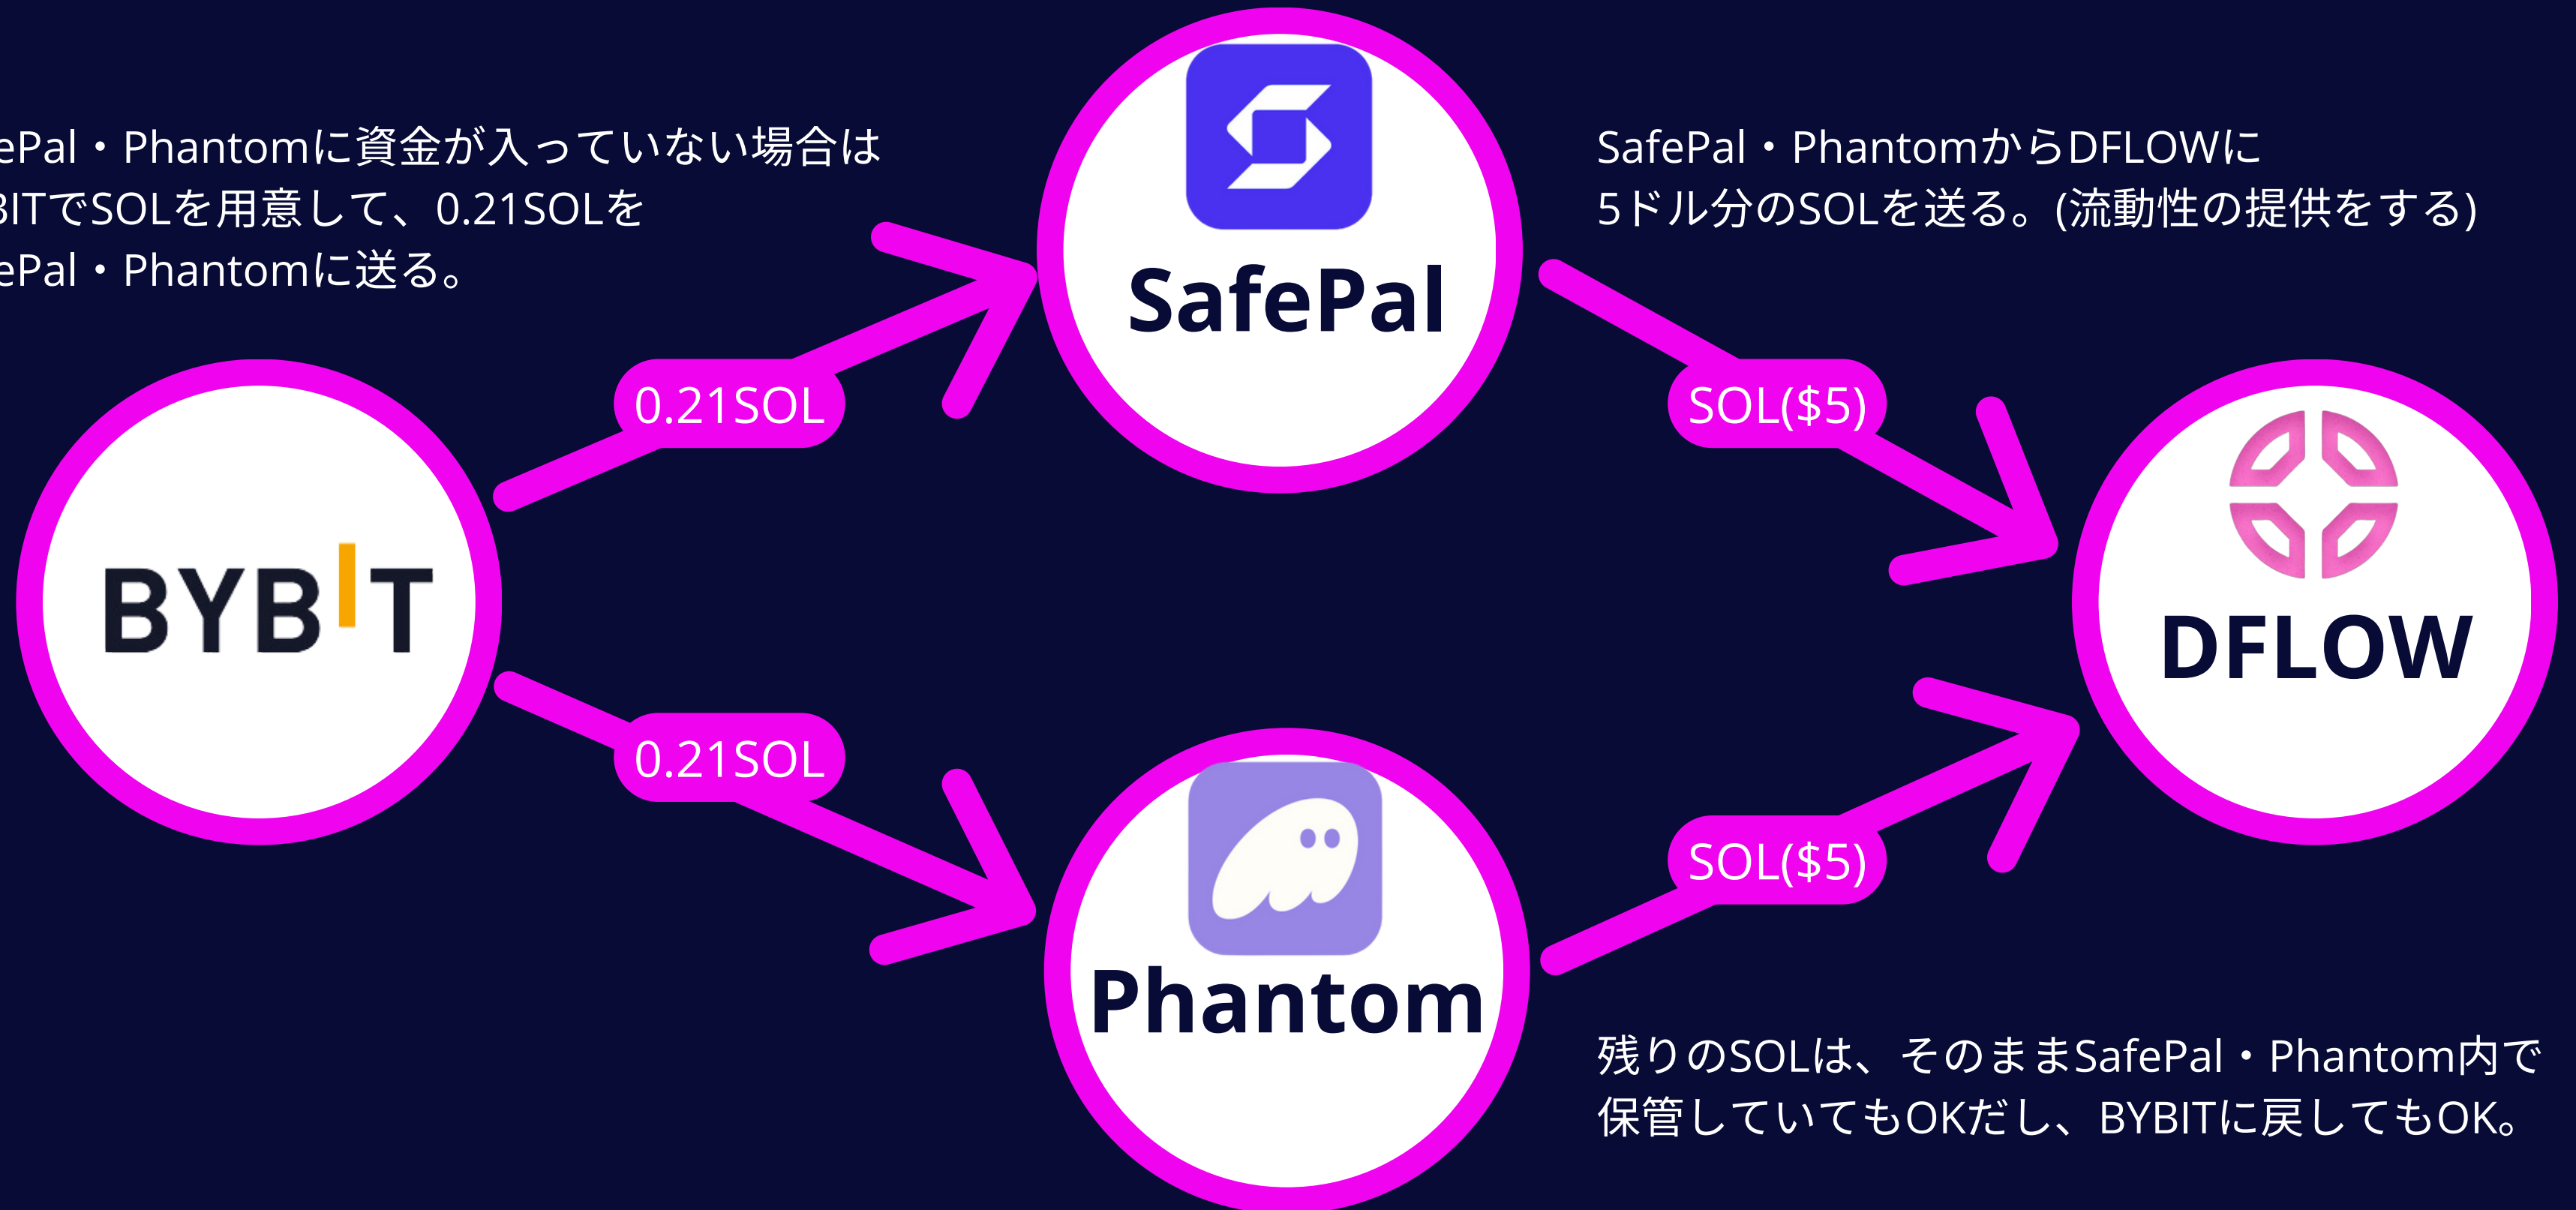 ePal・Phantomに資金が入っていない場合は
BITでSOLを用意して、0.21SOLを
ePal・Phantomに送る。
SafePal
SafePal・PhantomからDFLOWに
5ドル分のSOLを送る。(流動性の提供をする)
0.21SOL
SOL($5)
BYBIT
DFLOW
0.21SOL
SOL($5)
Phantom
残りのSOLは、そのままSafePal・Phantom内で
保管していてもOKだし、BYBITに戻してもOK。